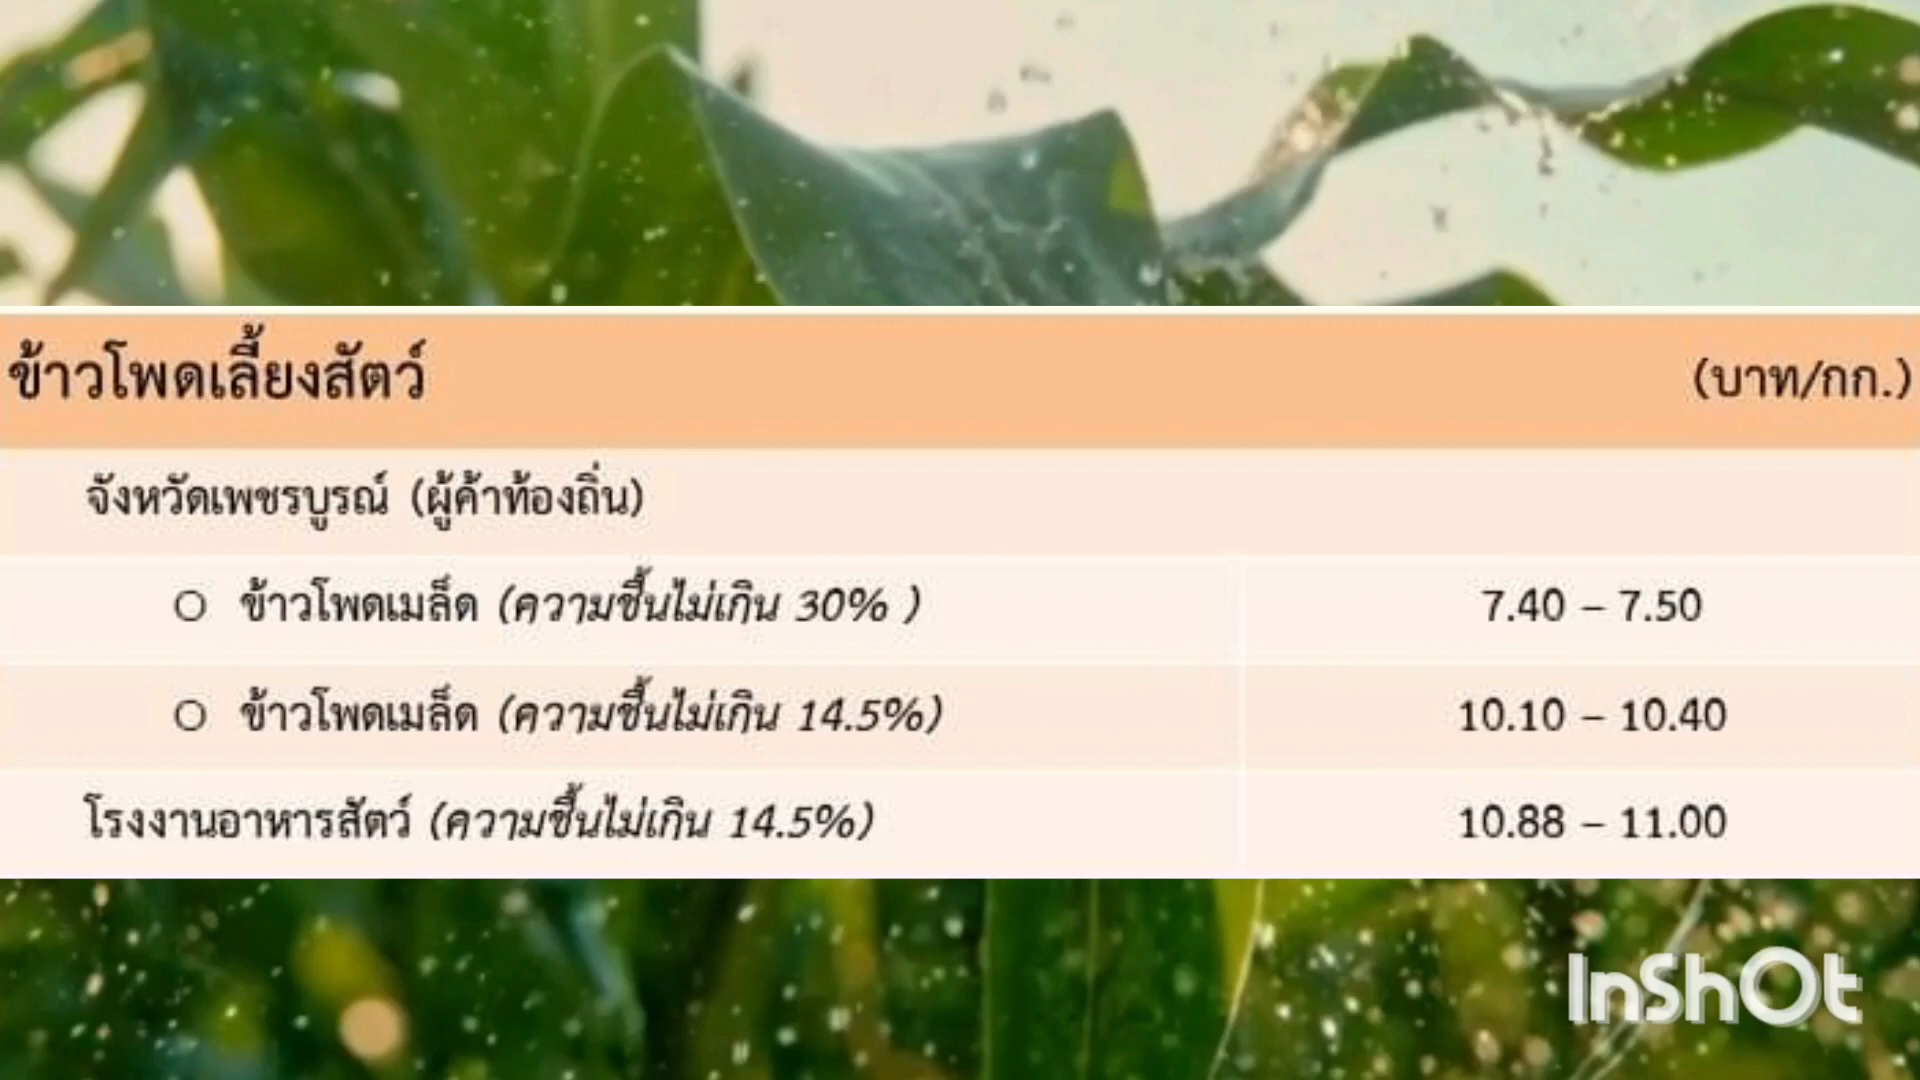 ข้าวโพดเลี้ยงสัตว์ (บาท/กก.)
จังหวัดเพชรบูรณ์ (ผู้ค้าท้องถิ่น)
○ ข้าวโพดเมล็ด (ความชื้นไม่เกิน 30% ) 7.40 – 7.50
○ ข้าวโพดเมล็ด (ความชื้นไม่เกิน 14.5%) 10.10 – 10.40
โรงงานอาหารสัตว์ (ความชื้นไม่เกิน 14.5%) 10.88 – 11.00
InShOt